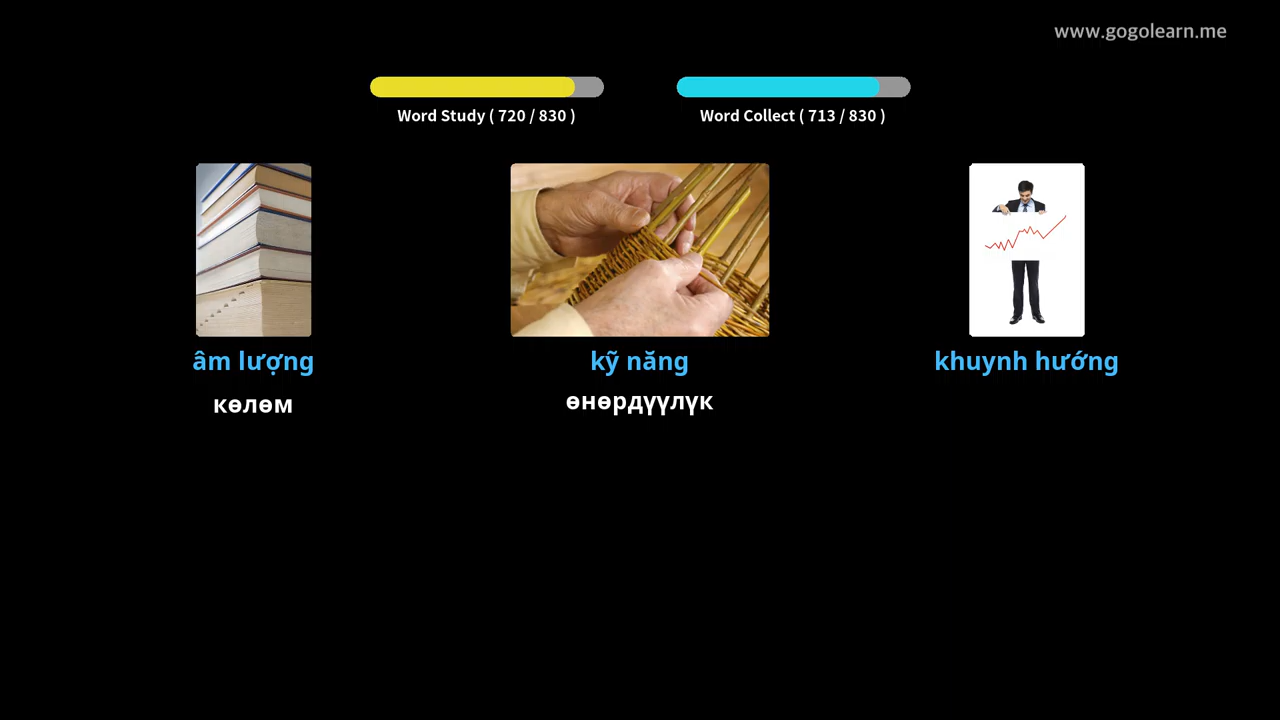 www.gogolearn.me
Word Study ( 720 / 830 )
Word Collect ( 713 / 830 )
âm lượng
kỹ năng
khuynh hướng
көлөм
өнөрдүүлүк